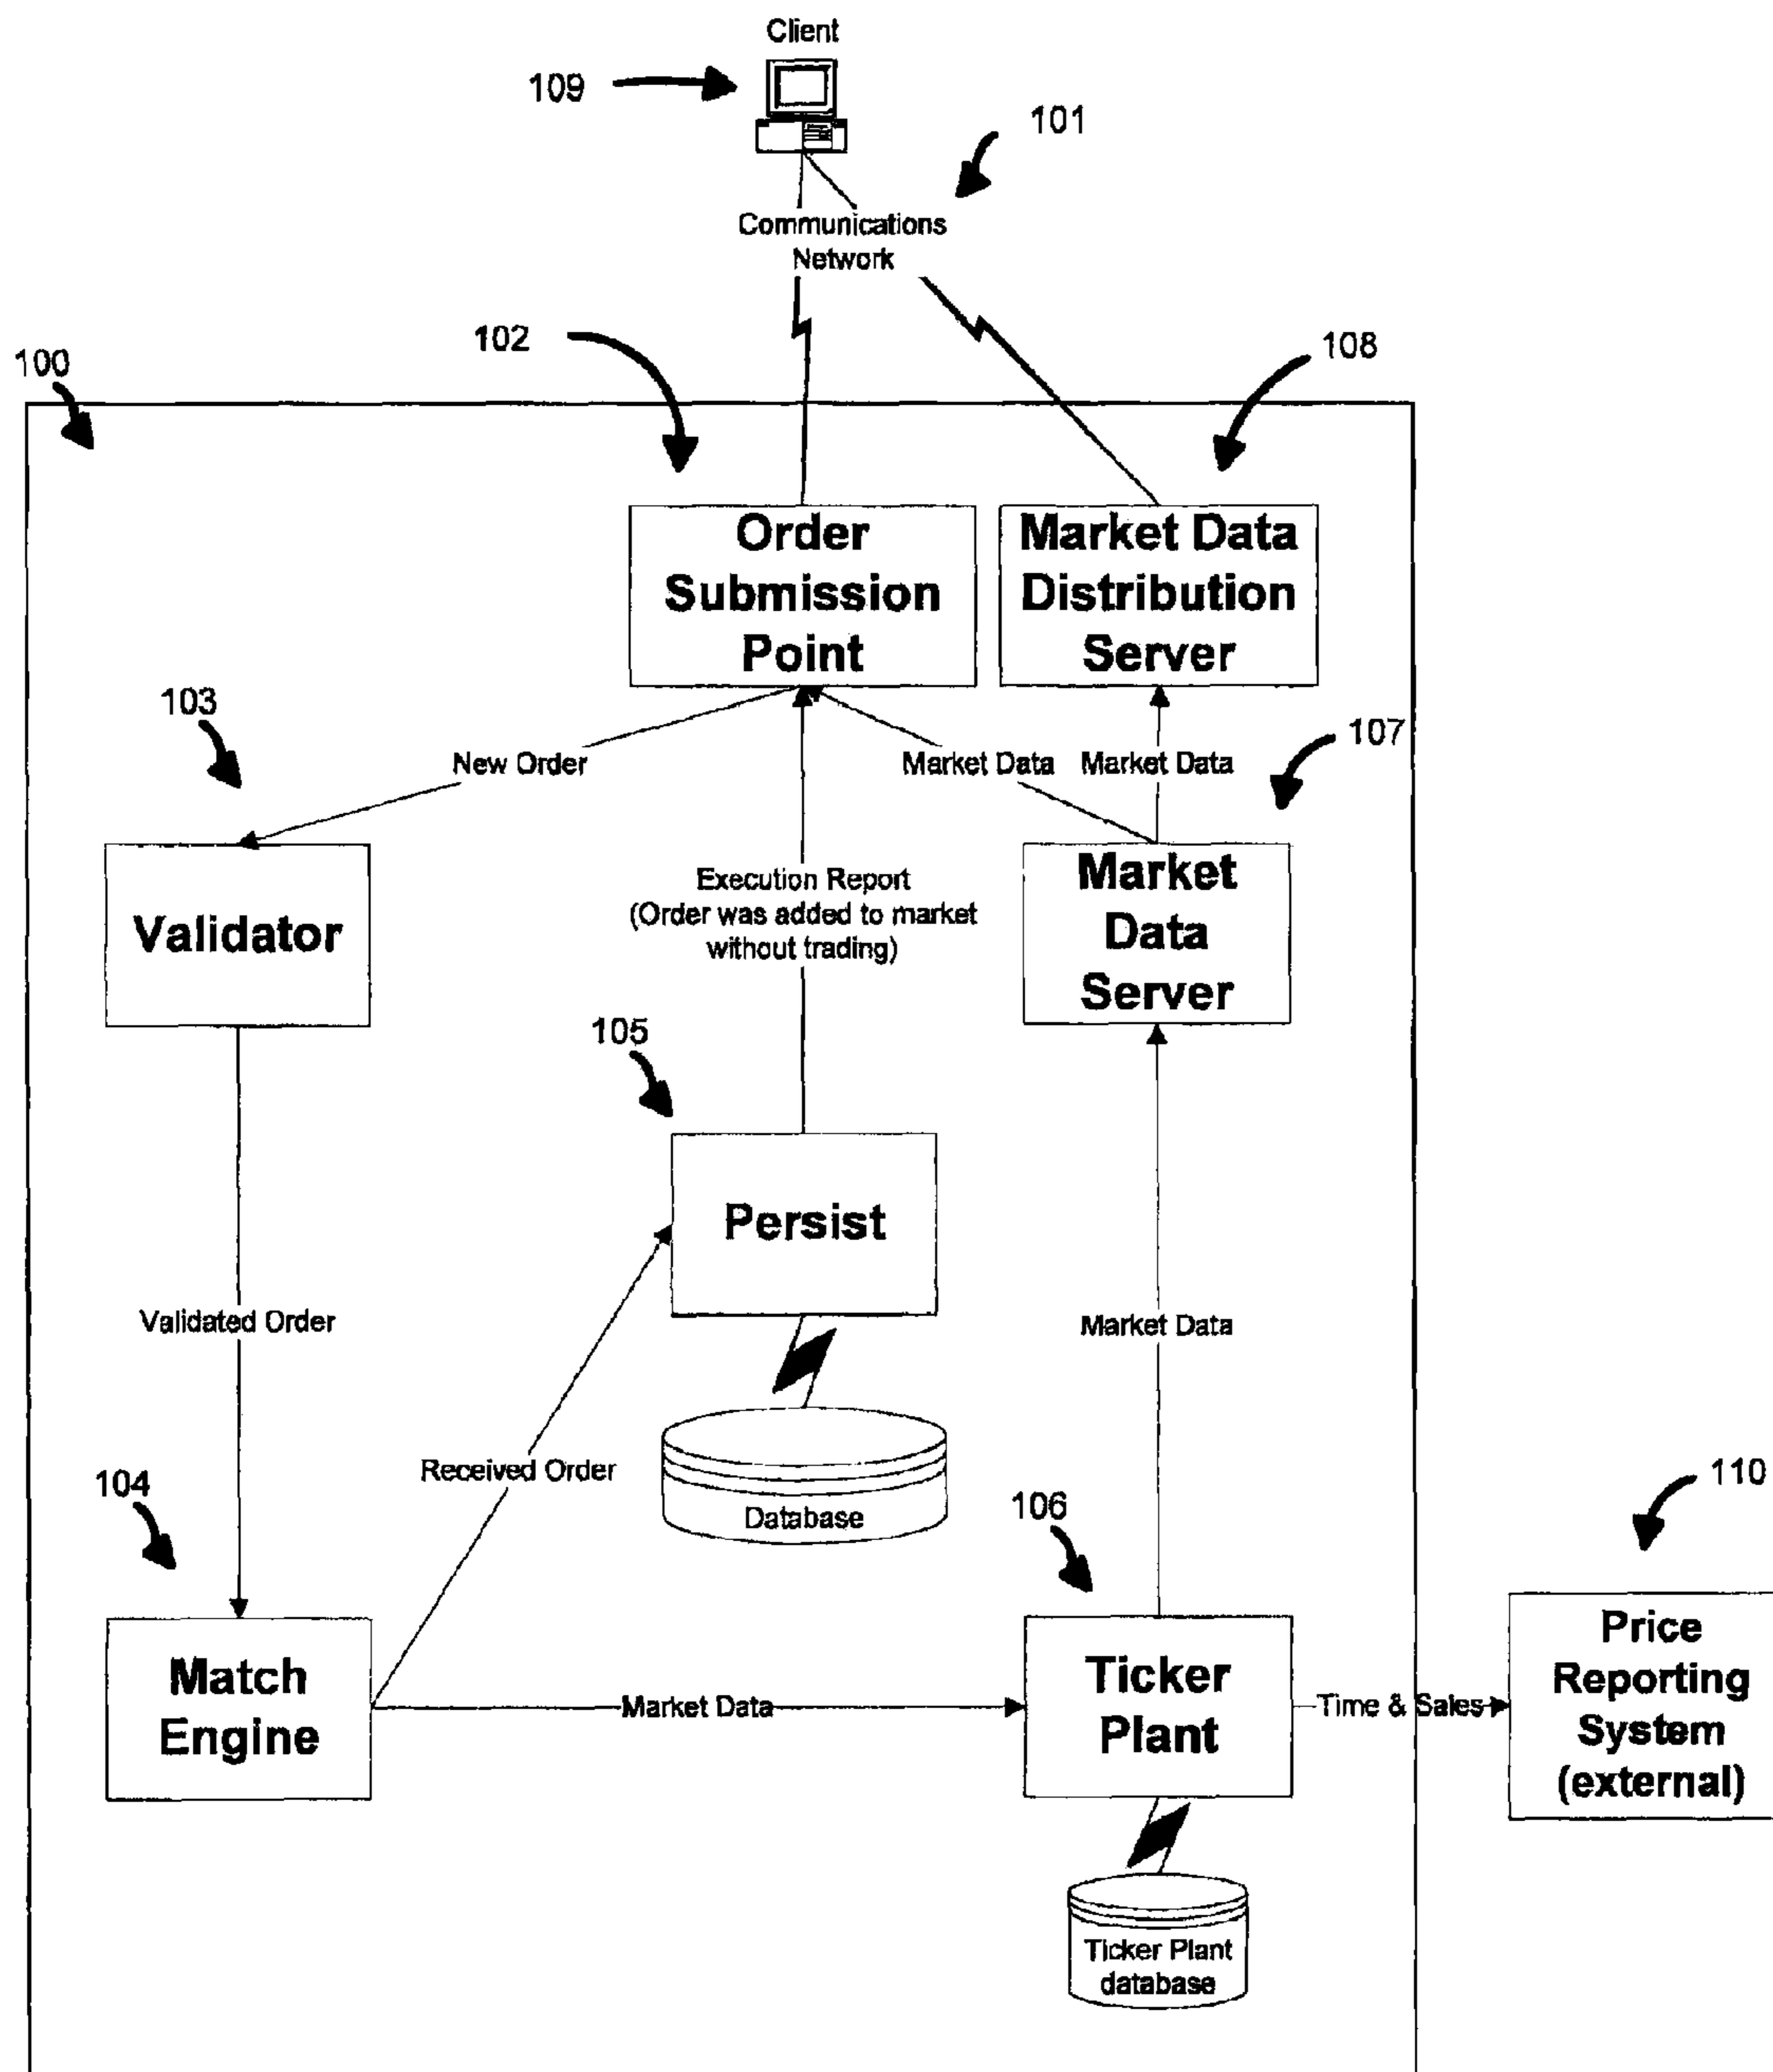 Client
109
101
Communications
Network
102
108
100
Order
Submission
Point
Market Data
Distribution
Server
103
107
New Order
Market Data
Market Data
Validator
Execution Report
(Order was added to market
without trading)
Market
Data
Server
105
Persist
Validated Order
Market Data
104
Received Order
Database
106
110
Match
Engine
Market Data
Ticker
Plant
Time & Sales
Price
Reporting
System
(external)
Ticker Plant
database